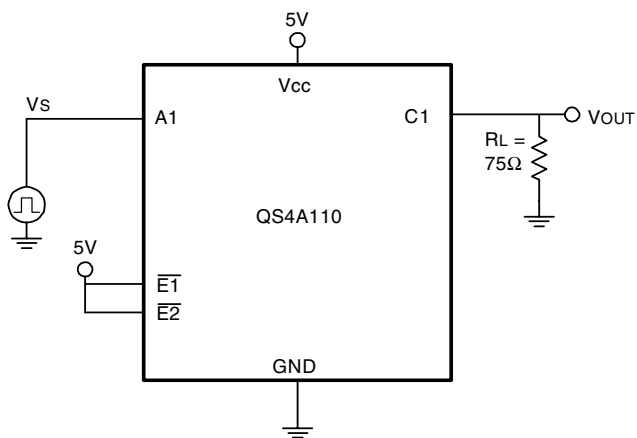 5V
Vcc
VS
A1
C1
VOUT
RL =
75Ω
QS4A110
5V
E1
E2
GND